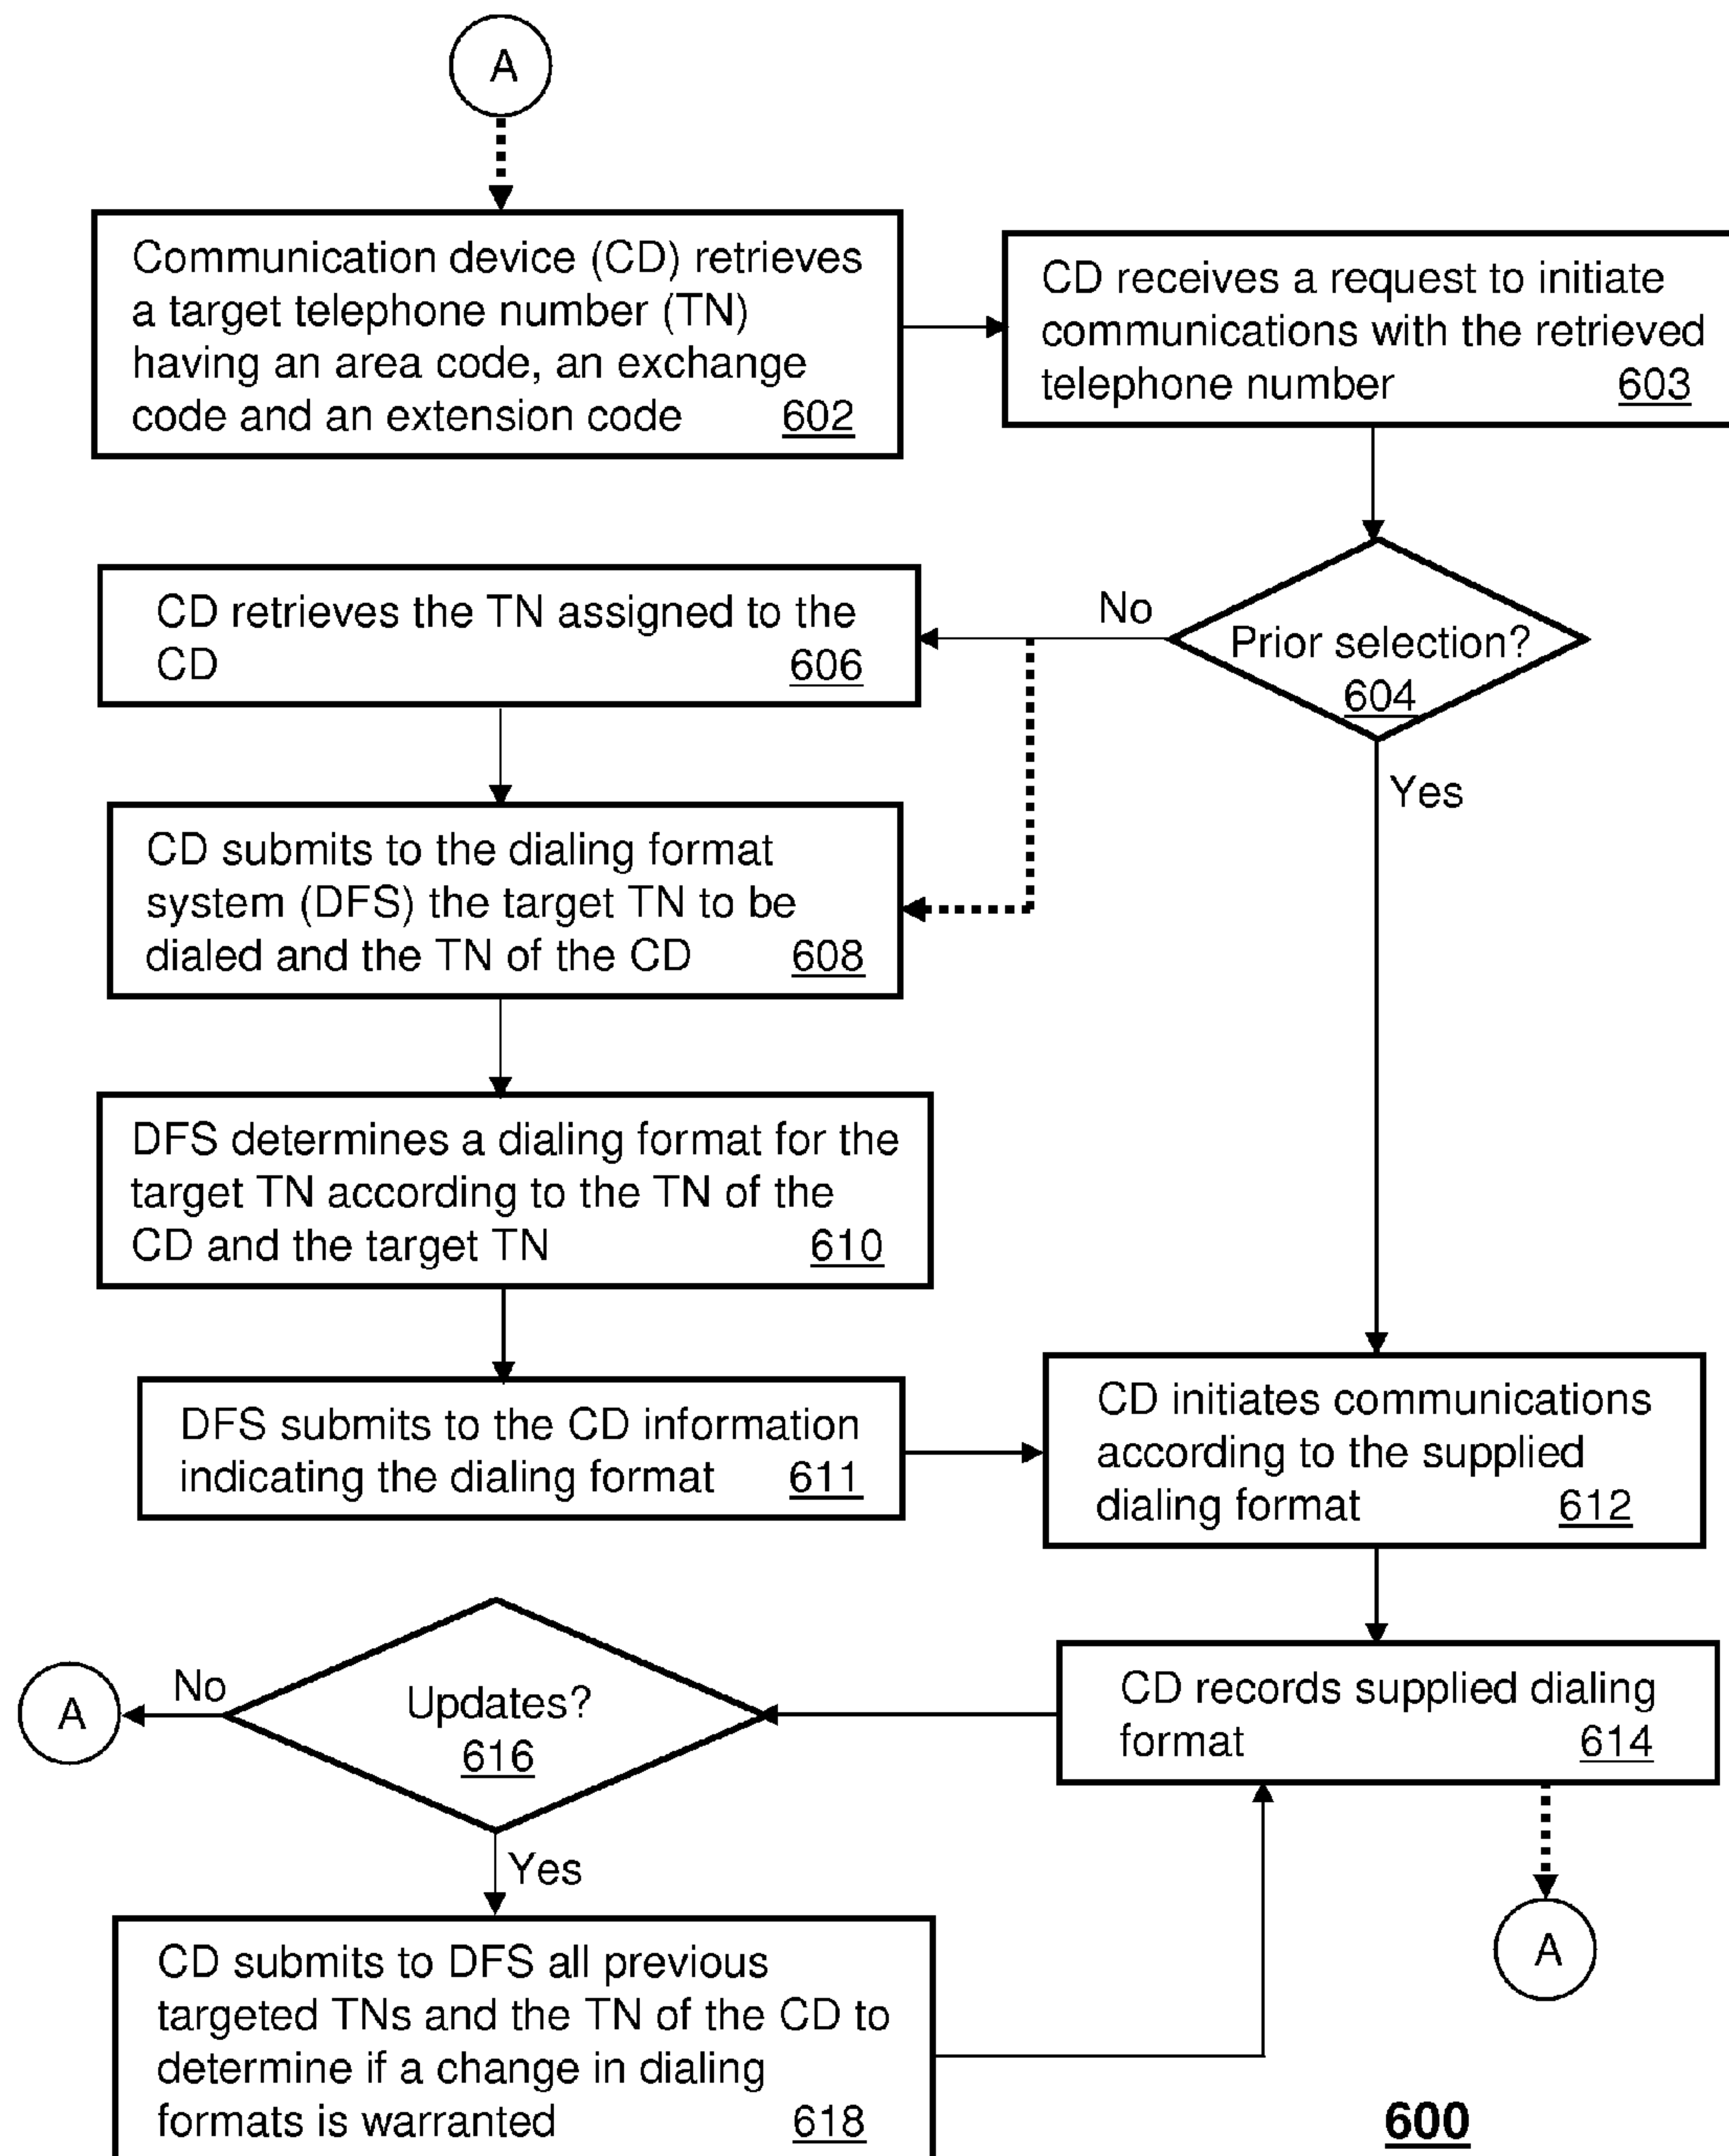 A
Communication device (CD) retrieves
a target telephone number (TN)
having an area code, an exchange
code and an extension code 602
CD receives a request to initiate
communications with the retrieved
telephone number 603
Prior selection?
604
No
Yes
CD retrieves the TN assigned to the
CD 606
CD submits to the dialing format
system (DFS) the target TN to be
dialed and the TN of the CD 608
DFS determines a dialing format for the
target TN according to the TN of the
CD and the target TN 610
DFS submits to the CD information
indicating the dialing format 611
CD initiates communications
according to the supplied
dialing format 612
CD records supplied dialing
format 614
A
Updates?
616
No
A
Yes
CD submits to DFS all previous
targeted TNs and the TN of the CD to
determine if a change in dialing
formats is warranted 618
600